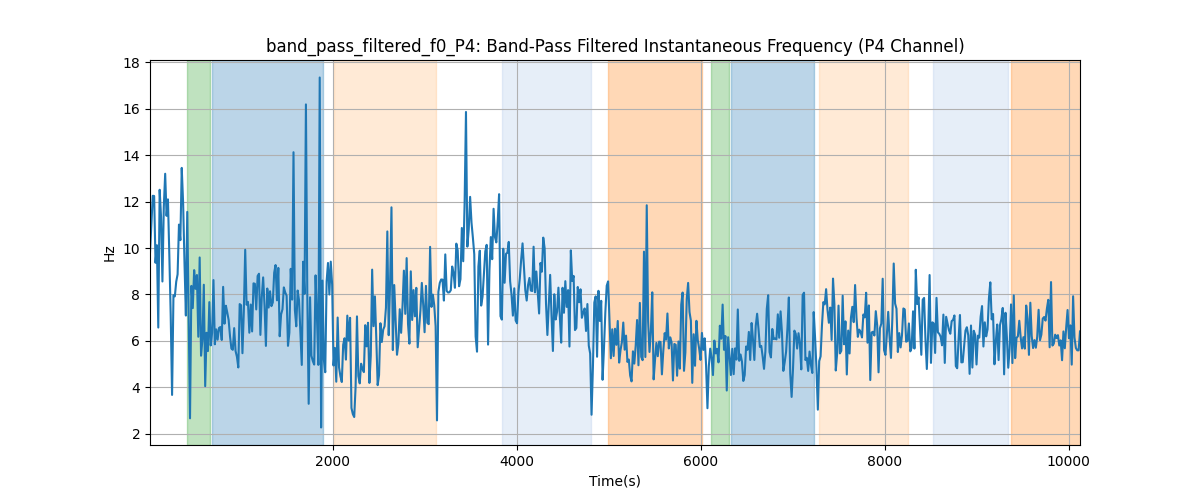 band_pass_filtered_f0_P4: Band-Pass Filtered Instantaneous Frequency (P4 Channel)
18
16
14
12
10
8
6
4
2
Hz
2000 4000 6000 8000 10000
Time(s)